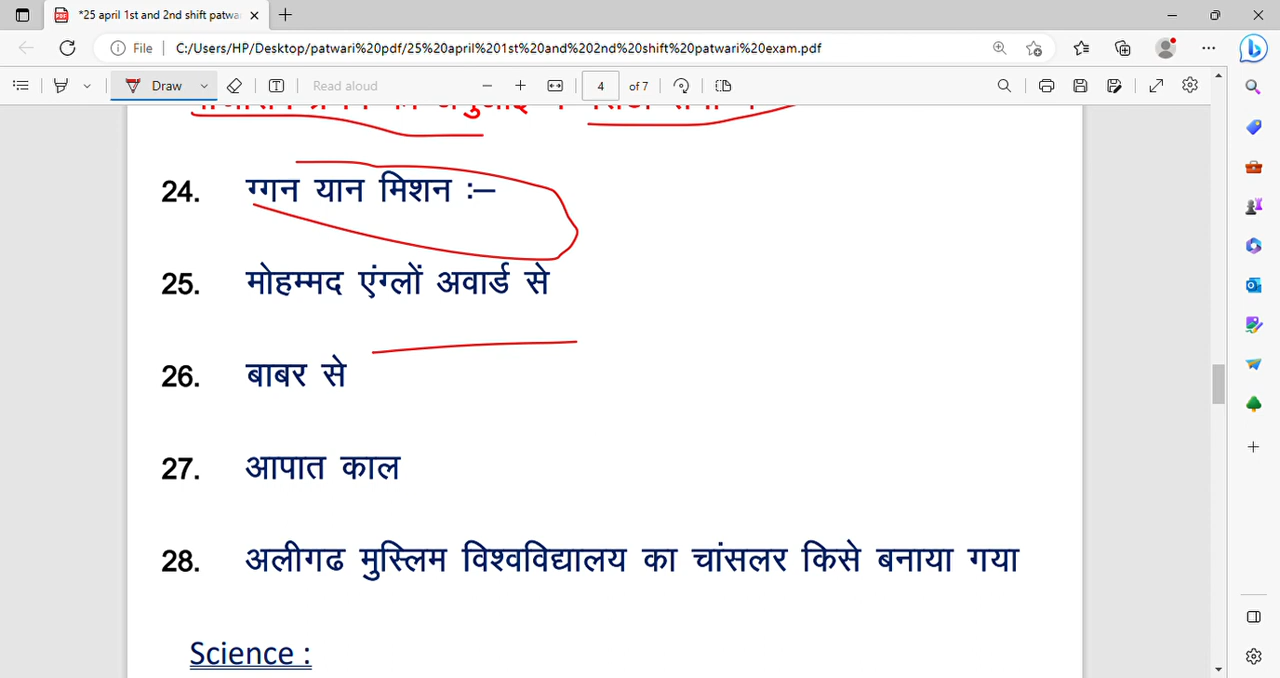 *25 april 1st and 2nd shift patwa
File C:/Users/HP/Desktop/patwari%20pdf/25%20april%201st%20and%202nd%20shift%20patwari%20exam.pdf
Draw Read aloud 4 of 7
24. ग्गन यान मिशन :–
25. मोहम्मद एंग्लों अवार्ड से
26. बाबर से
27. आपात काल
28. अलीगढ मुस्लिम विश्वविद्यालय का चांसलर किसे बनाया गया
Science :